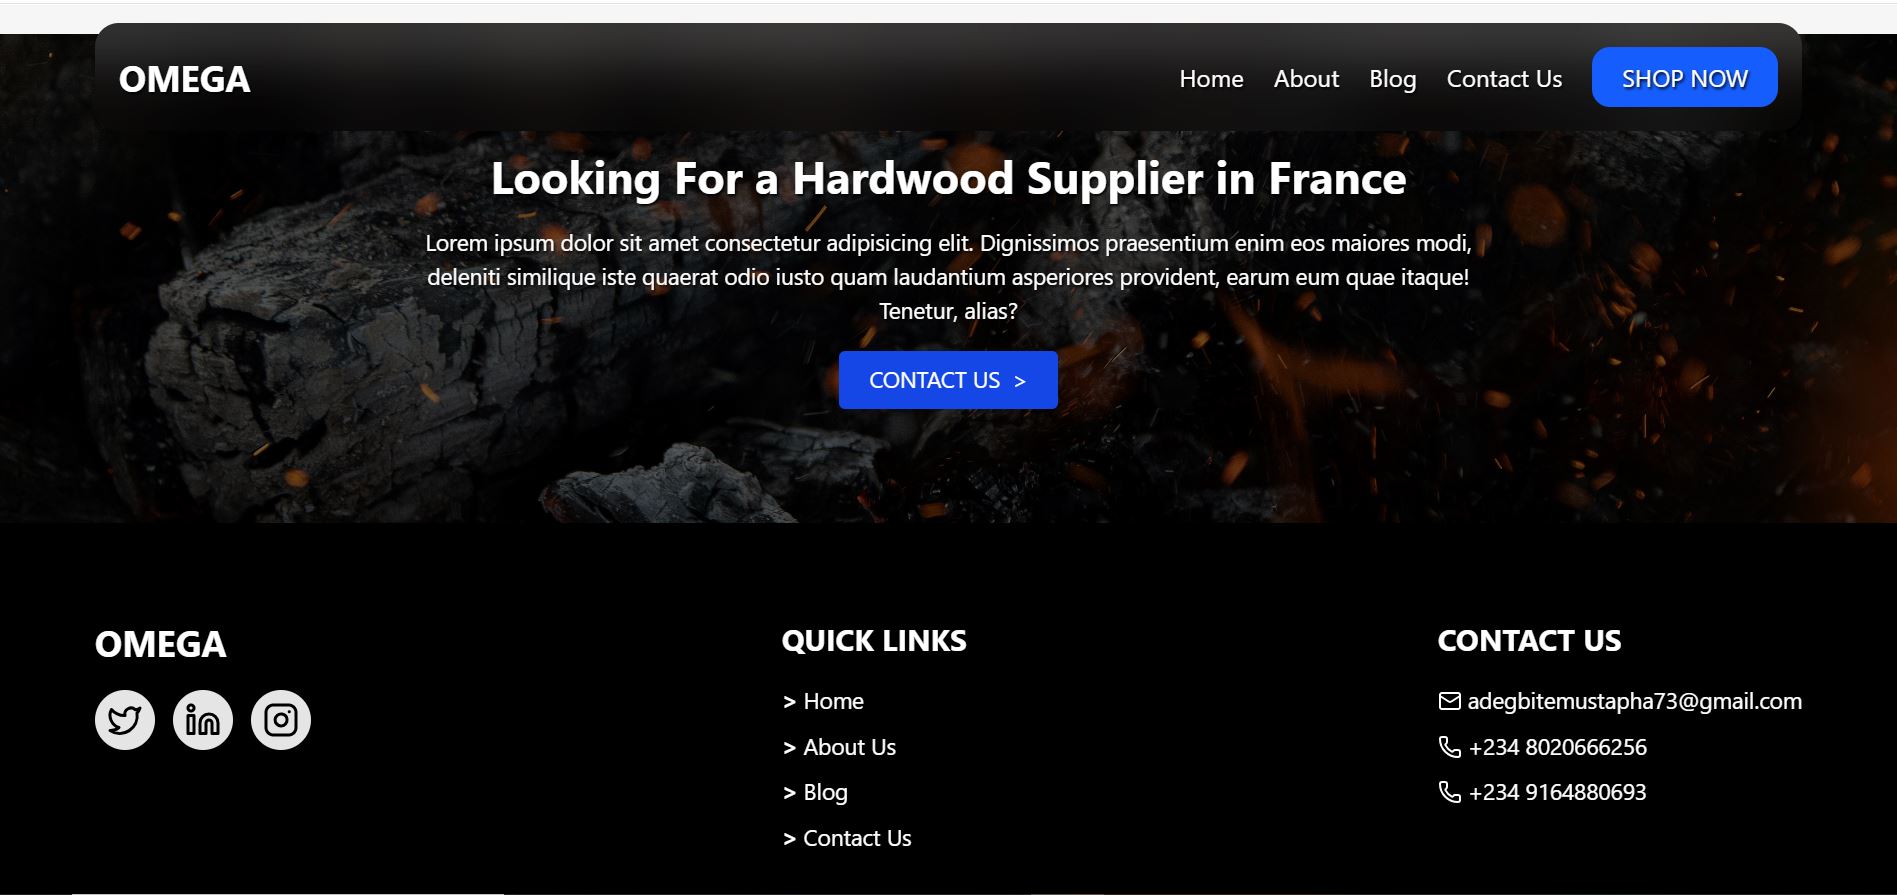 OMEGA
Home About Blog Contact Us SHOP NOW
Looking For a Hardwood Supplier in France
Lorem ipsum dolor sit amet consectetur adipisicing elit. Dignissimos praesentium enim eos maiores modi,
deleniti similique iste quaerat odio iusto quam laudantium asperiores provident, earum eum quae itaque!
Tenetur, alias?
CONTACT US >
OMEGA
QUICK LINKS
> Home
> About Us
> Blog
> Contact Us
CONTACT US
adegbitemustapha73@gmail.com
+234 8020666256
+234 9164880693